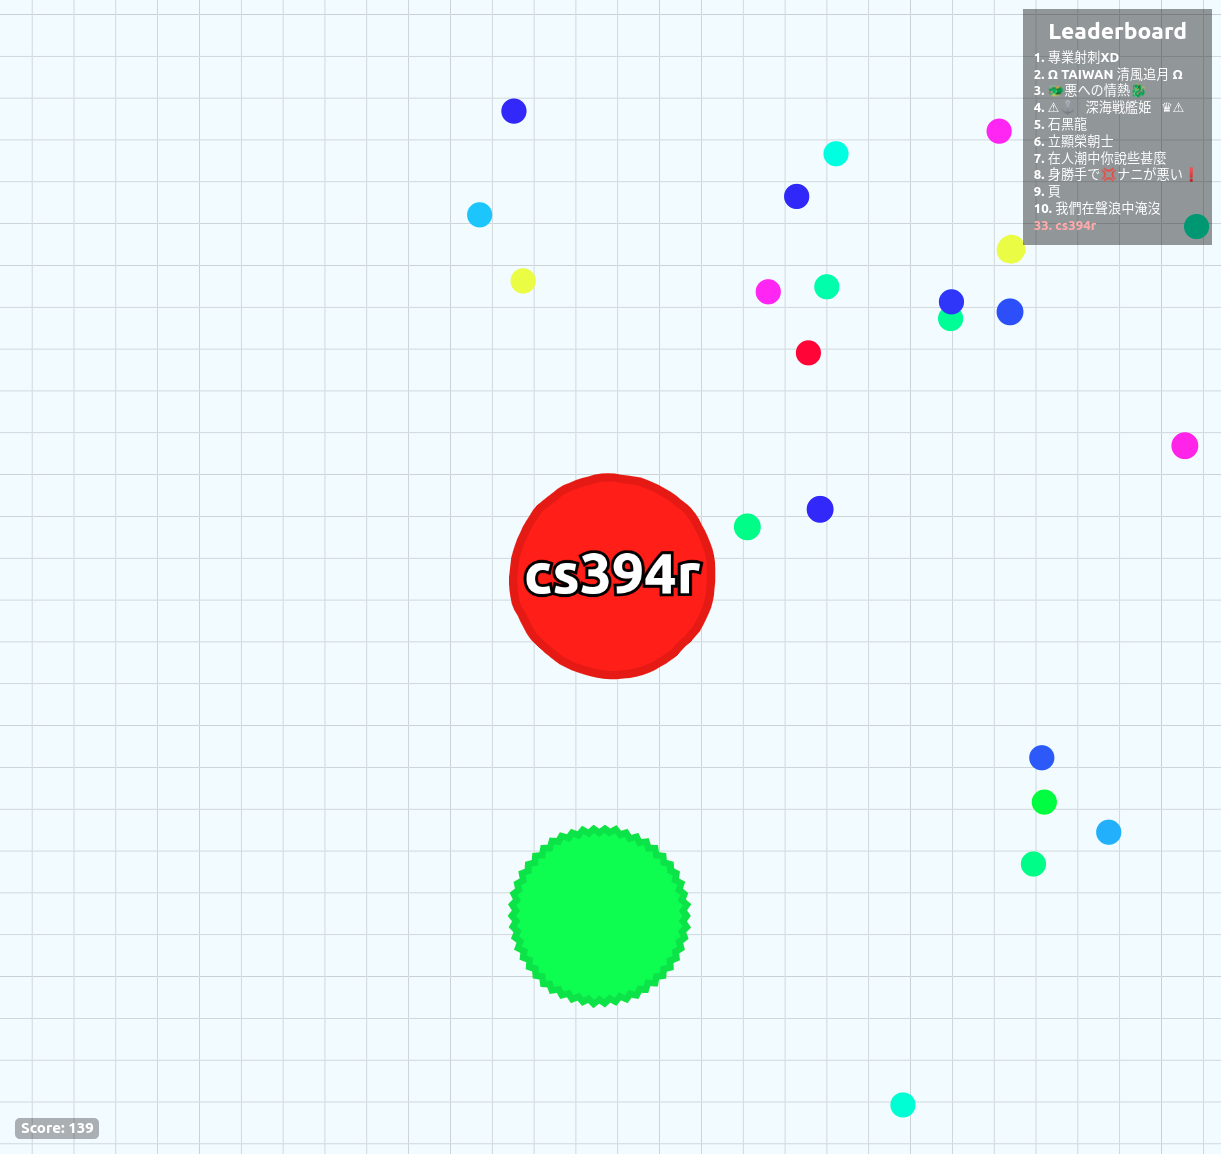 Leaderboard
1. 專業射刺XD
2. Ω TAIWAN 清風追月 Ω
3. 🐲悪への情熱🐉
4. ⚠⚓ 深海戦艦姫 ♛⚠
5. 石黑龍
6. 立顯榮朝士
7. 在人潮中你說些甚麼
8. 身勝手で💢ナニが悪い❗
9. 頁
10. 我們在聲浪中淹沒
33. cs394r
cs394r
Score: 139